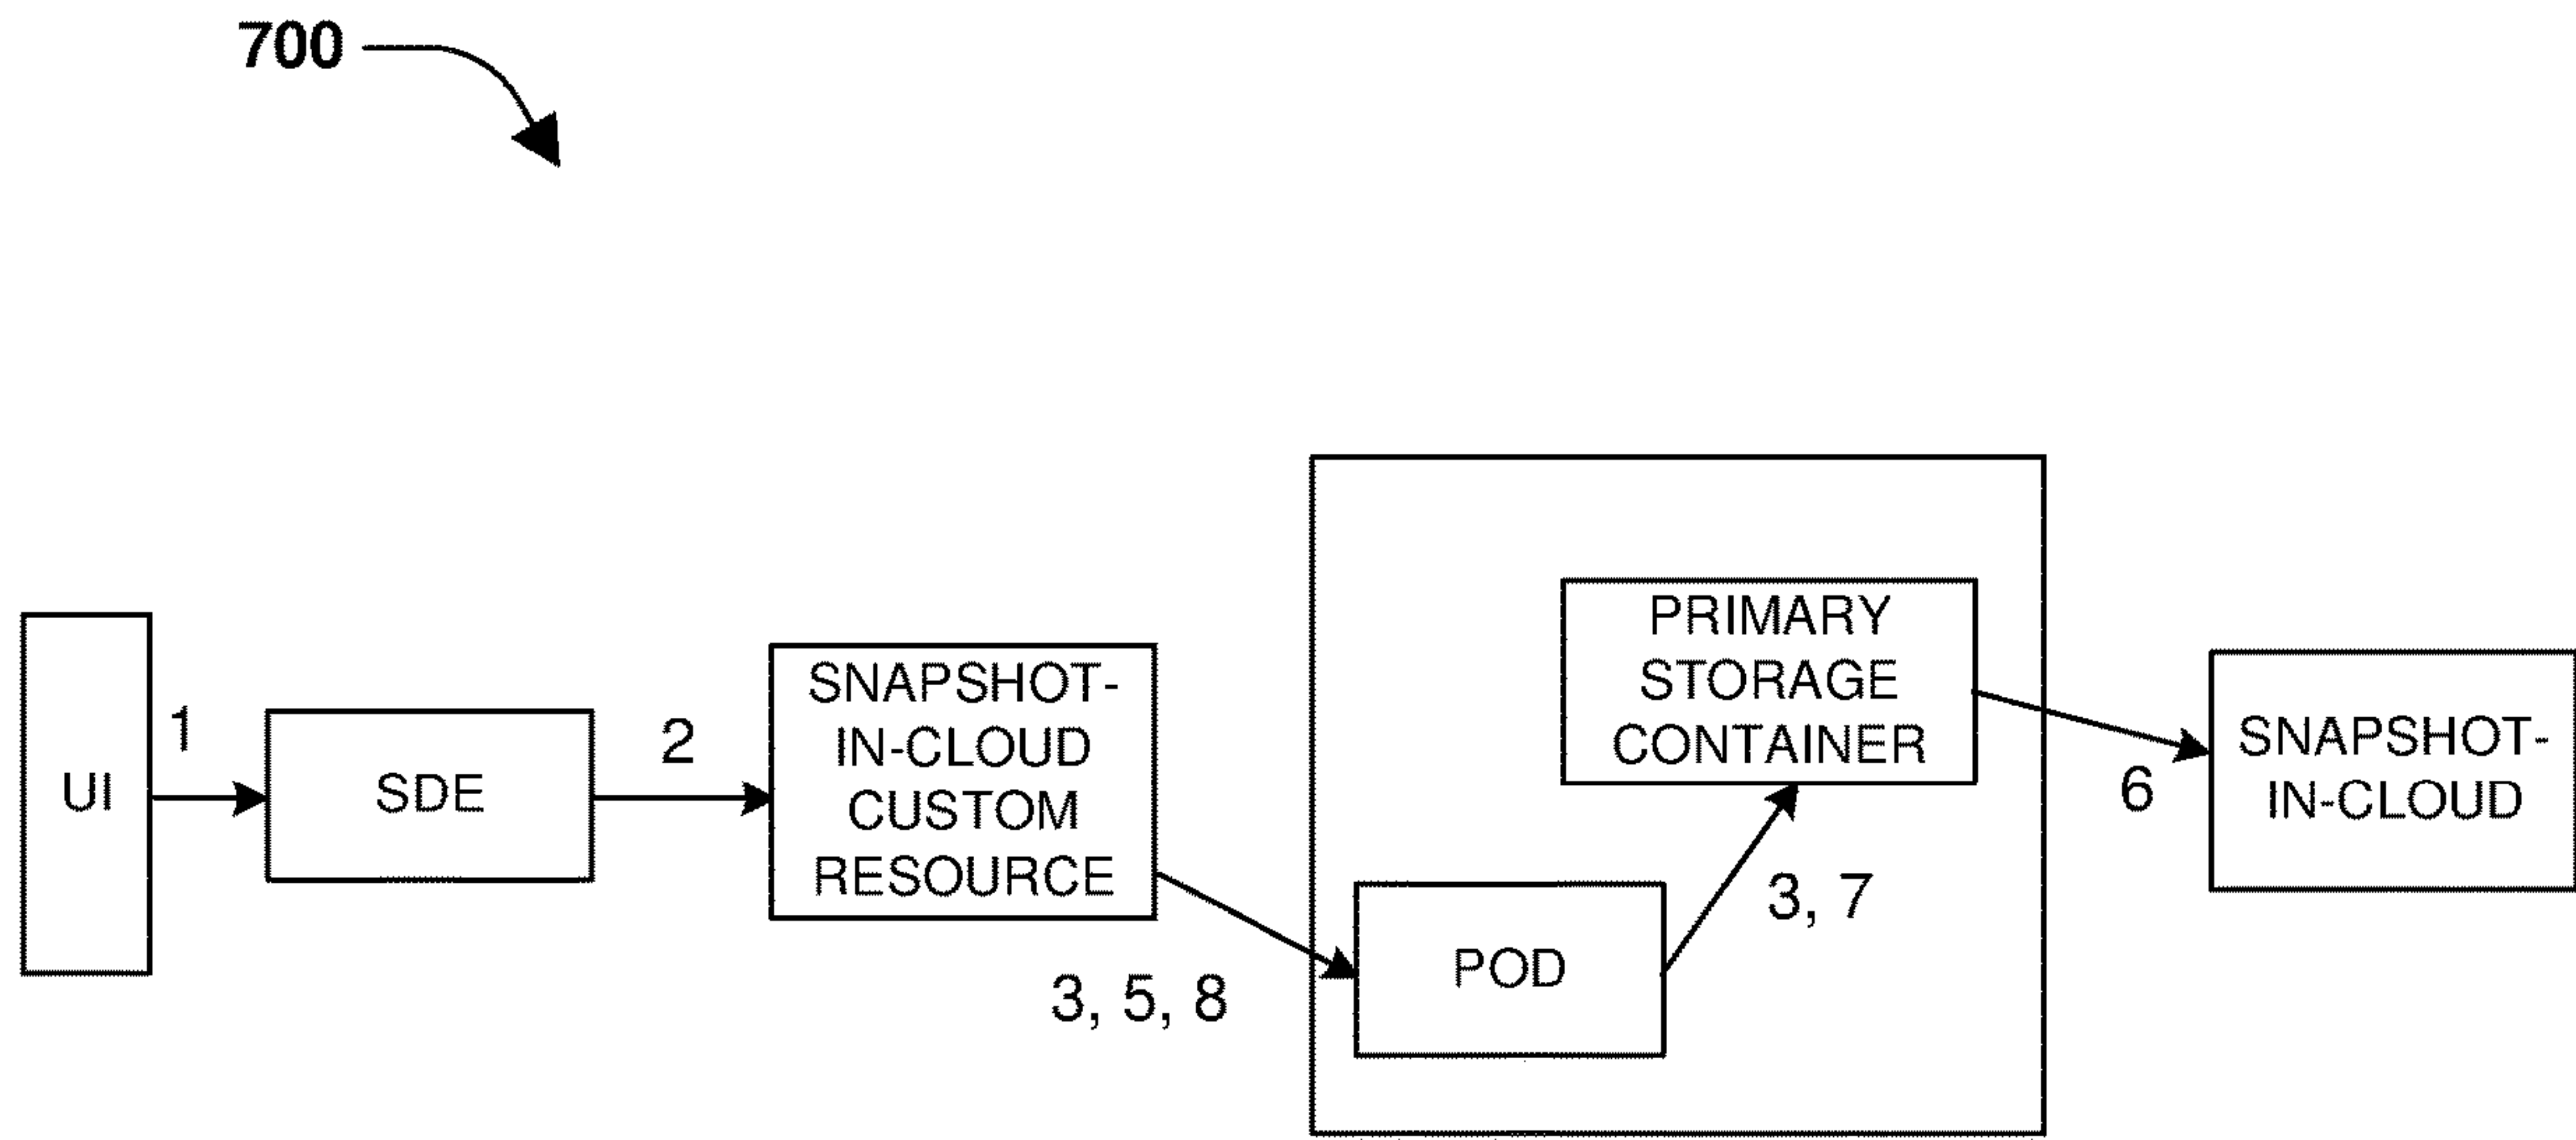 700
UI
1
SDE
2
SNAPSHOT-
IN-CLOUD
CUSTOM
RESOURCE
3, 5, 8
POD
3, 7
PRIMARY
STORAGE
CONTAINER
6
SNAPSHOT-
IN-CLOUD